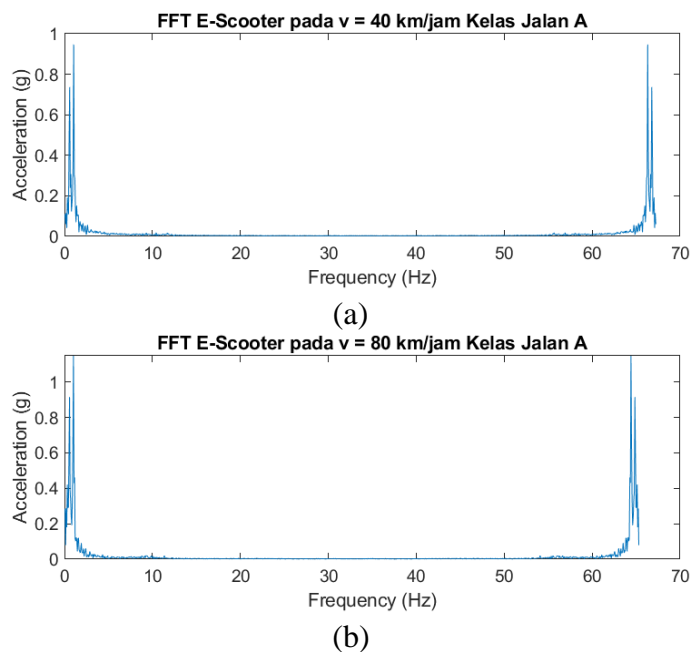 FFT E-Scooter pada v = 40 km/jam Kelas Jalan A
1
0.8
0.6
0.4
0.2
0
Acceleration (g)
0 10 20 30 40 50 60 70
Frequency (Hz)
(a)
FFT E-Scooter pada v = 80 km/jam Kelas Jalan A
1
0.8
0.6
0.4
0.2
0
Acceleration (g)
0 10 20 30 40 50 60 70
Frequency (Hz)
(b)